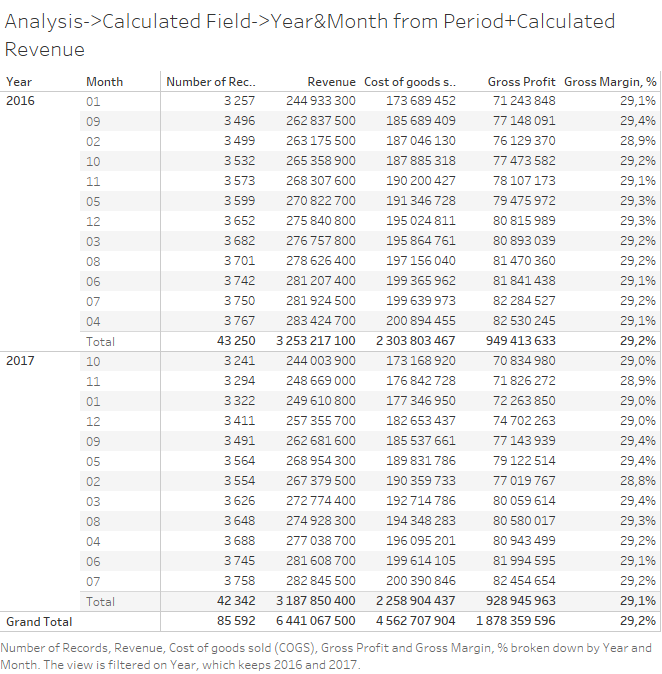 Analysis->Calculated Field->Year&Month from Period+Calculated
Revenue
Year Month Number of Rec.. Revenue Cost of goods s.. Gross Profit Gross Margin, %
2016 01 3 257 244 933 300 173 689 452 71 243 848 29,1%
09 3 496 262 837 500 185 689 409 77 148 091 29,4%
02 3 499 263 175 500 187 046 130 76 129 370 28,9%
10 3 532 265 358 900 187 885 318 77 473 582 29,2%
11 3 573 268 307 600 190 200 427 78 107 173 29,1%
05 3 599 270 822 700 191 346 728 79 475 972 29,3%
12 3 652 275 840 800 195 024 811 80 815 989 29,3%
03 3 682 276 757 800 195 864 761 80 893 039 29,2%
08 3 701 278 626 400 197 156 040 81 470 360 29,2%
06 3 742 281 207 400 199 365 962 81 841 438 29,1%
07 3 750 281 924 500 199 639 973 82 284 527 29,2%
04 3 767 283 424 700 200 894 455 82 530 245 29,1%
Total 43 250 3 253 217 100 2 303 803 467 949 413 633 29,2%
2017 10 3 241 244 003 900 173 168 920 70 834 980 29,0%
11 3 294 248 669 000 176 842 728 71 826 272 28,9%
01 3 322 249 610 800 177 346 950 72 263 850 29,0%
12 3 411 257 355 700 182 653 437 74 702 263 29,0%
09 3 491 262 681 600 185 537 661 77 143 939 29,4%
05 3 564 268 954 300 189 831 786 79 122 514 29,4%
02 3 554 267 379 500 190 359 733 77 019 767 28,8%
03 3 626 272 774 400 192 714 786 80 059 614 29,4%
08 3 648 274 928 300 194 348 283 80 580 017 29,3%
04 3 688 277 038 700 196 095 201 80 943 499 29,2%
06 3 745 281 608 700 199 614 105 81 994 595 29,1%
07 3 758 282 845 500 200 390 846 82 454 654 29,2%
Total 42 342 3 187 850 400 2 258 904 437 928 945 963 29,1%
Grand Total 85 592 6 441 067 500 4 562 707 904 1 878 359 596 29,2%
Number of Records, Revenue, Cost of goods sold (COGS), Gross Profit and Gross Margin, % broken down by Year and
Month. The view is filtered on Year, which keeps 2016 and 2017.